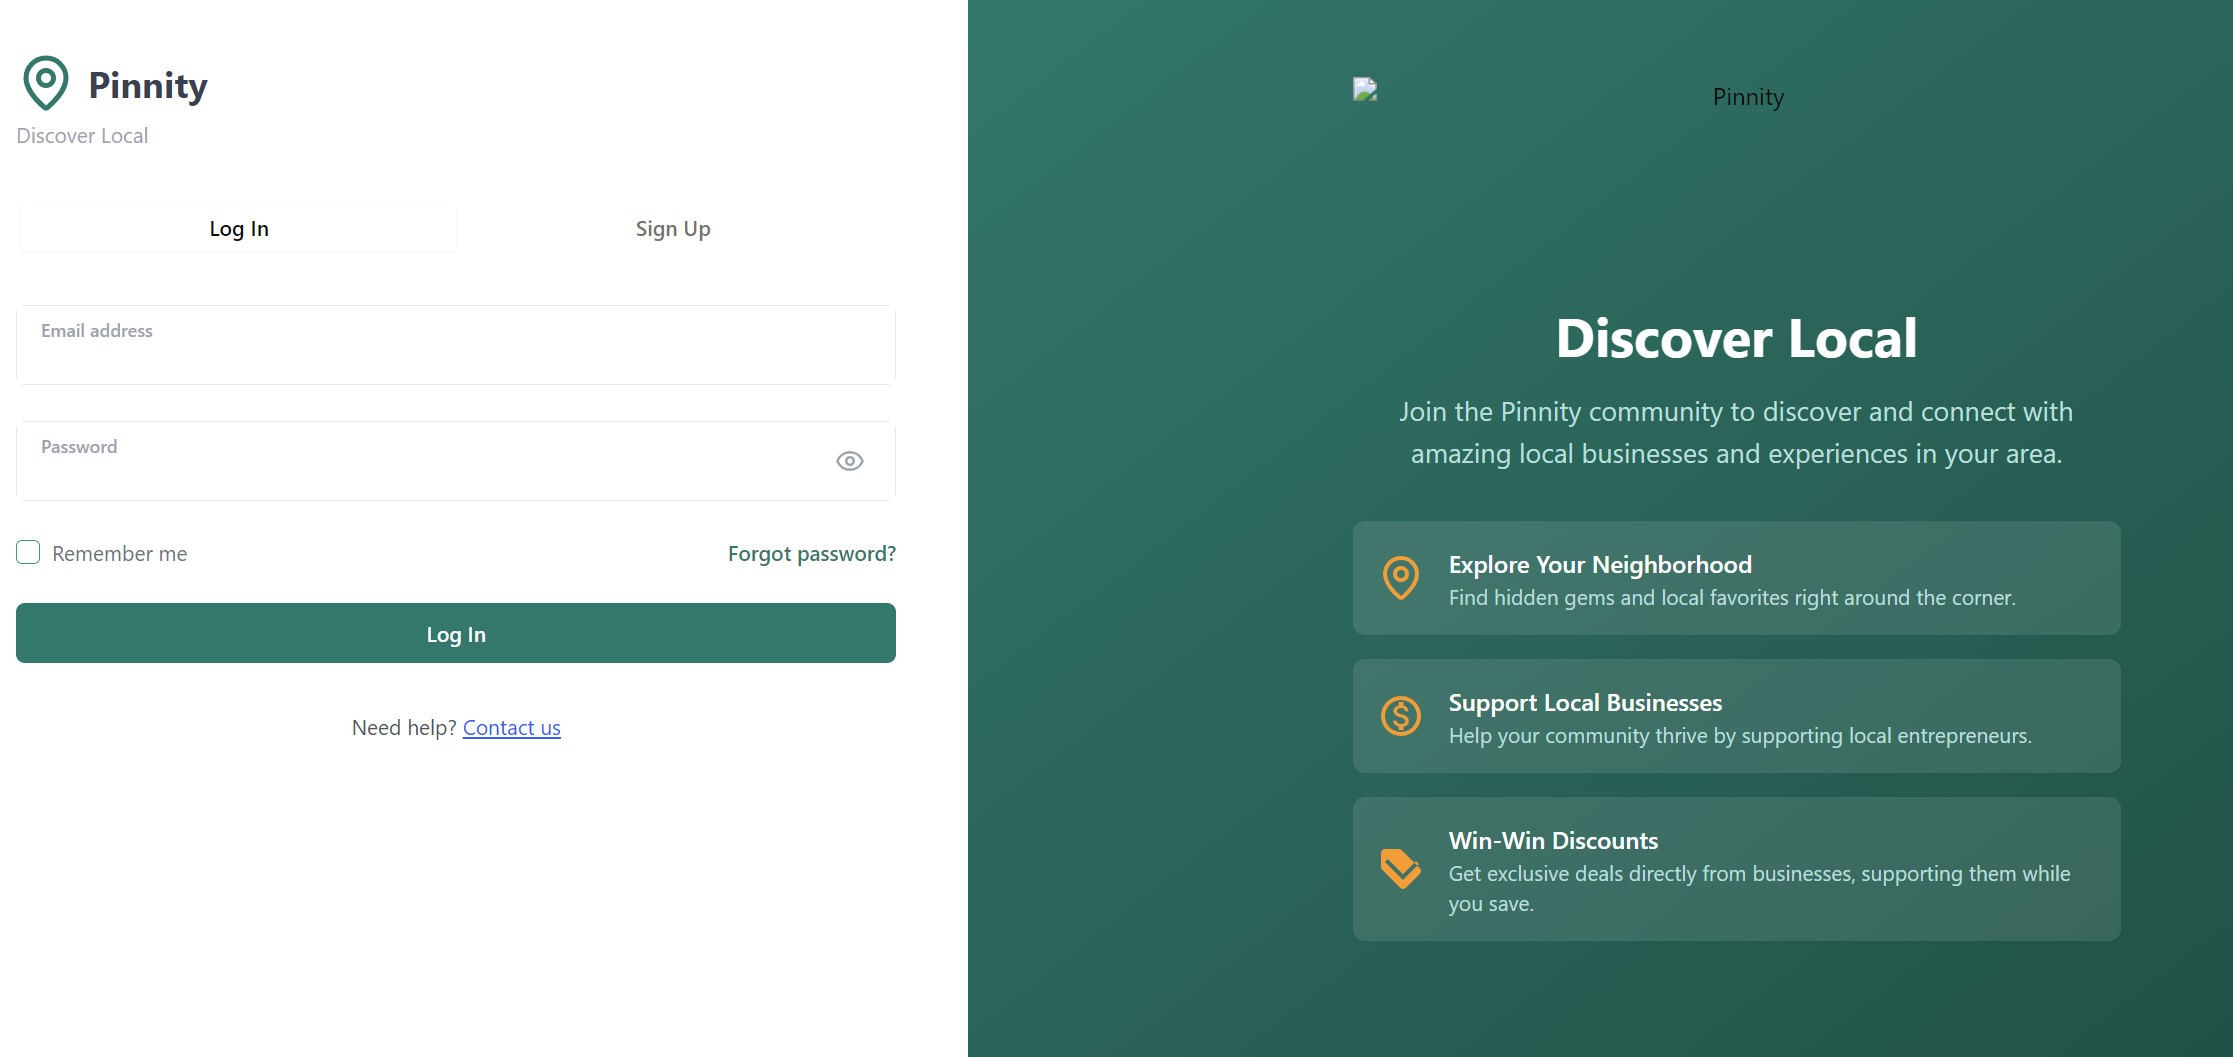 Pinnity
Discover Local
Log In
Sign Up
Email address
Password
Remember me
Forgot password?
Log In
Need help? Contact us
Pinnity
Discover Local
Join the Pinnity community to discover and connect with
amazing local businesses and experiences in your area.
Explore Your Neighborhood
Find hidden gems and local favorites right around the corner.
Support Local Businesses
Help your community thrive by supporting local entrepreneurs.
Win-Win Discounts
Get exclusive deals directly from businesses, supporting them while
you save.